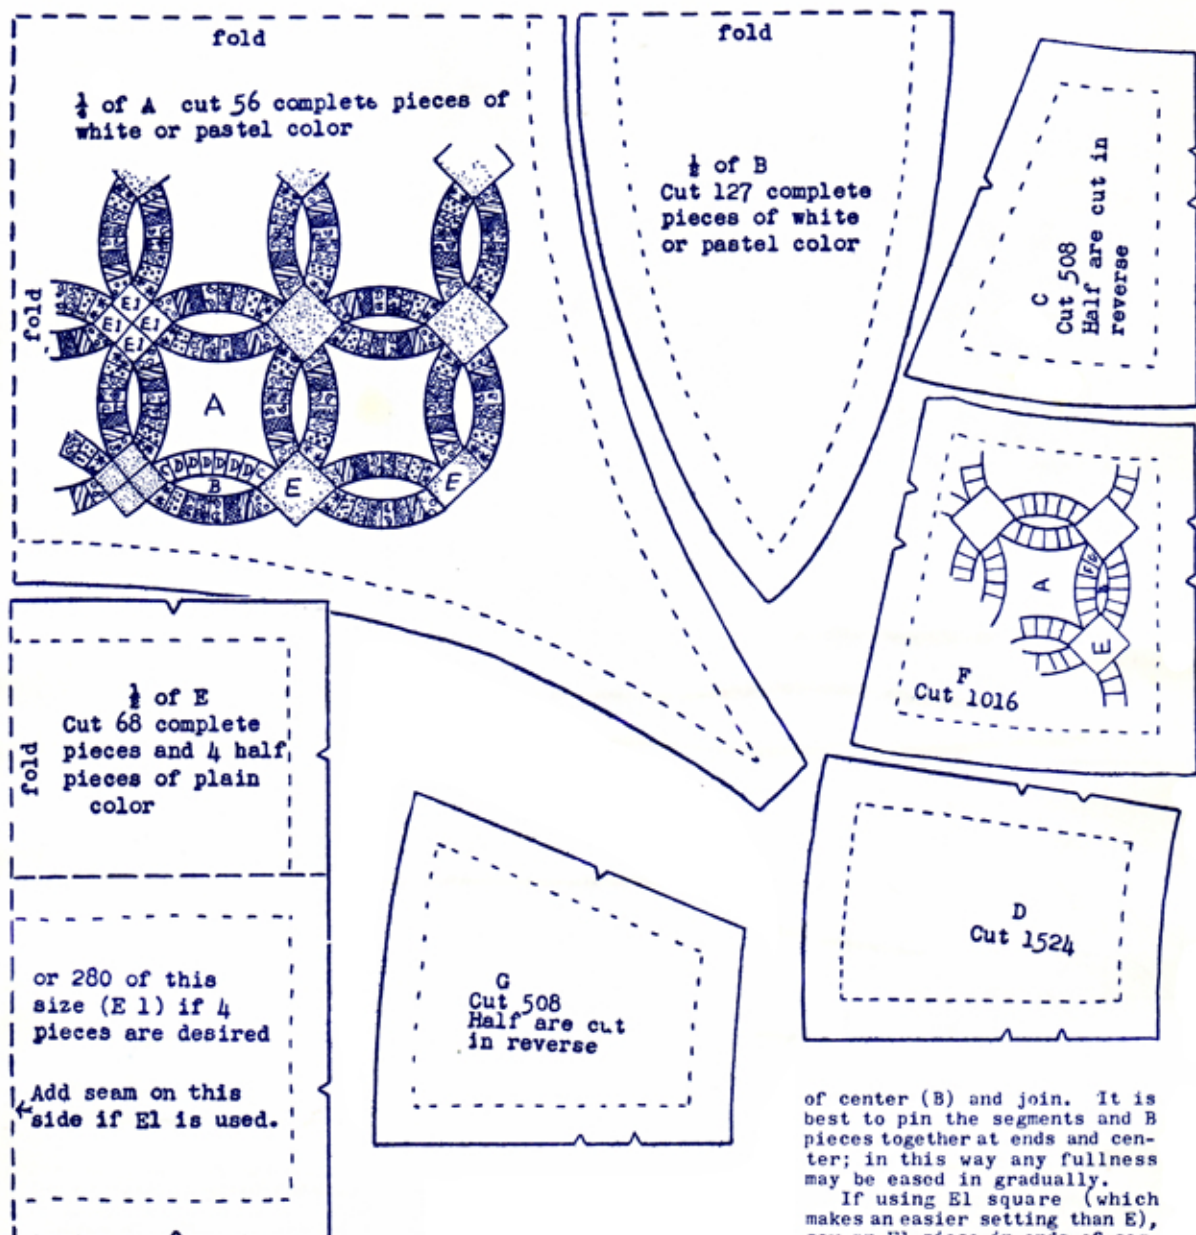 fold
¼ of A cut 56 complete pieces of
white or pastel color
fold
E1
E1 E1
E1
A
C D D D D D D C
B
E
E
fold
½ of B
Cut 127 complete
pieces of white
or pastel color
C
Cut 508
Half are cut in
reverse
A
E
F
Cut 1016
½ of E
Cut 68 complete
pieces and 4 half
pieces of plain
color
fold
or 280 of this
size (E 1) if 4
pieces are desired
Add seam on this
side if E1 is used.
G
Cut 508
Half are cut
in reverse
D
Cut 1524
of center (B) and join. It is
best to pin the segments and B
pieces together at ends and cen-
ter; in this way any fullness
may be eased in gradually.
If using E1 square (which
makes an easier setting than E),